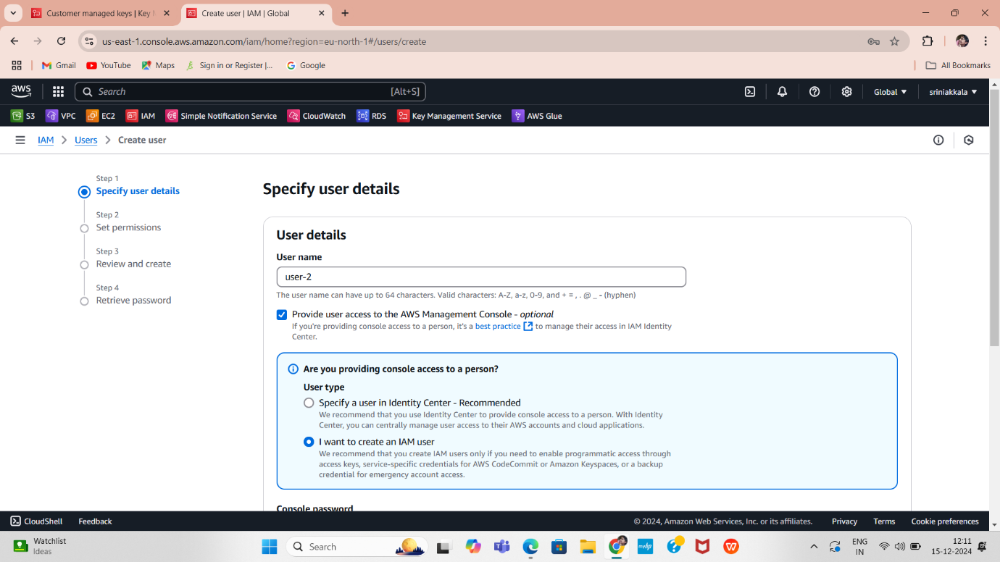 Customer managed keys | Key M
Create user | IAM | Global
us-east-1.console.aws.amazon.com/iam/home?region=eu-north-1#/users/create
Gmail
YouTube
Maps
Sign in or Register |...
Google
All Bookmarks
aws
Search
[Alt+S]
Global
sriniakkala
S3
VPC
EC2
IAM
Simple Notification Service
CloudWatch
RDS
Key Management Service
AWS Glue
IAM
Users
Create user
Step 1
Specify user details
Step 2
Set permissions
Step 3
Review and create
Step 4
Retrieve password
Specify user details
User details
User name
user-2
The user name can have up to 64 characters. Valid characters: A-Z, a-z, 0-9, and + = , . @ _ - (hyphen)
Provide user access to the AWS Management Console - optional
If you're providing console access to a person, it's a best practice to manage their access in IAM Identity
Center.
Are you providing console access to a person?
User type
Specify a user in Identity Center - Recommended
We recommend that you use Identity Center to provide console access to a person. With Identity
Center, you can centrally manage user access to their AWS accounts and cloud applications.
I want to create an IAM user
We recommend that you create IAM users only if you need to enable programmatic access through
access keys, service-specific credentials for AWS CodeCommit or Amazon Keyspaces, or a backup
credential for emergency account access.
Console password
CloudShell
Feedback
© 2024, Amazon Web Services, Inc. or its affiliates.
Privacy
Terms
Cookie preferences
Watchlist
Ideas
Search
myhp
ENG
IN
12:11
15-12-2024